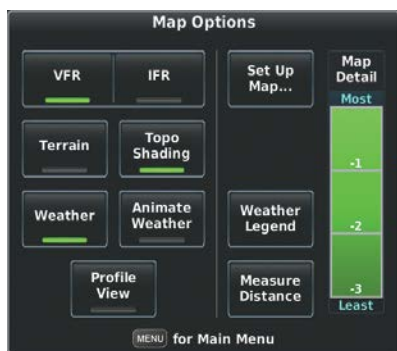 Map Options
VFR
IFR
Set Up
Map...
Map
Detail
Most
Terrain
Topo
Shading
-1
Weather
Animate
Weather
Weather
Legend
-2
Profile
View
Measure
Distance
-3
Least
MENU for Main Menu